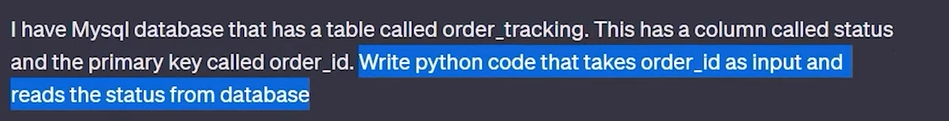 I have Mysql database that has a table called order_tracking. This has a column called status
and the primary key called order_id. Write python code that takes order_id as input and
reads the status from database